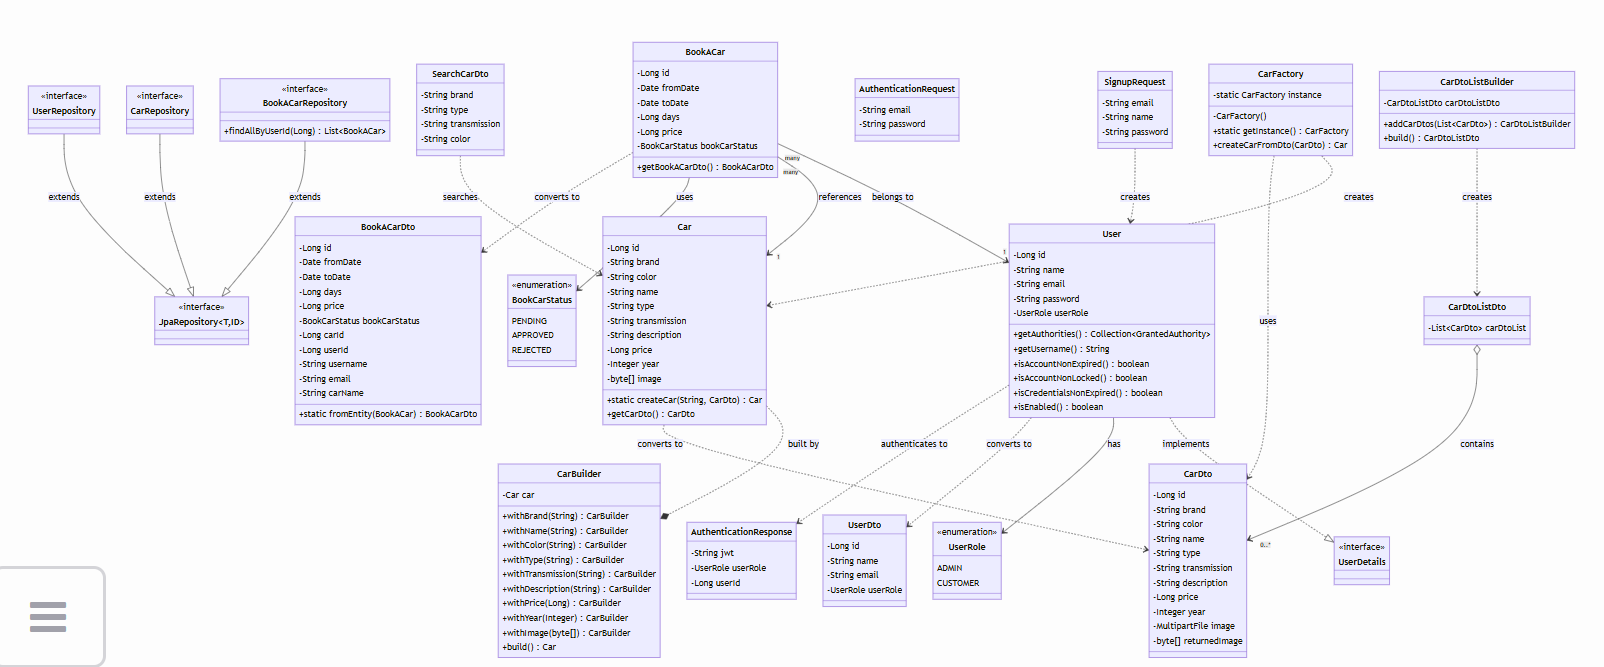 «interface»
UserRepository
«interface»
CarRepository
«interface»
BookACarRepository
+findAllByUserId(Long) : List<BookACar>
SearchCarDto
-String brand
-String type
-String transmission
-String color
BookACar
-Long id
-Date fromDate
-Date toDate
-Long days
-Long price
-BookCarStatus bookCarStatus
+getBookACarDto() : BookACarDto
AuthenticationRequest
-String email
-String password
SignupRequest
-String email
-String name
-String password
CarFactory
-static CarFactory instance
-CarFactory()
+static getInstance() : CarFactory
+createCarFromDto(CarDto) : Car
CarDtoListBuilder
-CarDtoListDto carDtoListDto
+addCarDtos(List<CarDto>) : CarDtoListBuilder
+build() : CarDtoListDto
many
many
extends
extends
extends
searches
converts to
uses
references
belongs to
creates
creates
creates
«interface»
JpaRepository<T,ID>
BookACarDto
-Long id
-Date fromDate
-Date toDate
-Long days
-Long price
-BookCarStatus bookCarStatus
-Long carId
-Long userId
-String username
-String email
-String carName
+static fromEntity(BookACar) : BookACarDto
«enumeration»
BookCarStatus
PENDING
APPROVED
REJECTED
Car
-Long id
-String brand
-String color
-String name
-String type
-String transmission
-String description
-Long price
-Integer year
-byte[] image
+static createCar(String, CarDto) : Car
+getCarDto() : CarDto
1
1
User
-Long id
-String name
-String email
-String password
-UserRole userRole
+getAuthorities() : Collection<GrantedAuthority>
+getUsername() : String
+isAccountNonExpired() : boolean
+isAccountNonLocked() : boolean
+isCredentialsNonExpired() : boolean
+isEnabled() : boolean
uses
CarDtoListDto
-List<CarDto> carDtoList
converts to
built by
authenticates to
converts to
has
implements
contains
CarBuilder
-Car car
+withBrand(String) : CarBuilder
+withName(String) : CarBuilder
+withColor(String) : CarBuilder
+withType(String) : CarBuilder
+withTransmission(String) : CarBuilder
+withDescription(String) : CarBuilder
+withPrice(Long) : CarBuilder
+withYear(Integer) : CarBuilder
+withImage(byte[]) : CarBuilder
+build() : Car
AuthenticationResponse
-String jwt
-UserRole userRole
-Long userId
UserDto
-Long id
-String name
-String email
-UserRole userRole
«enumeration»
UserRole
ADMIN
CUSTOMER
CarDto
-Long id
-String brand
-String color
-String name
-String type
-String transmission
-String description
-Long price
-Integer year
-MultipartFile image
-byte[] returnedImage
0..*
«interface»
UserDetails